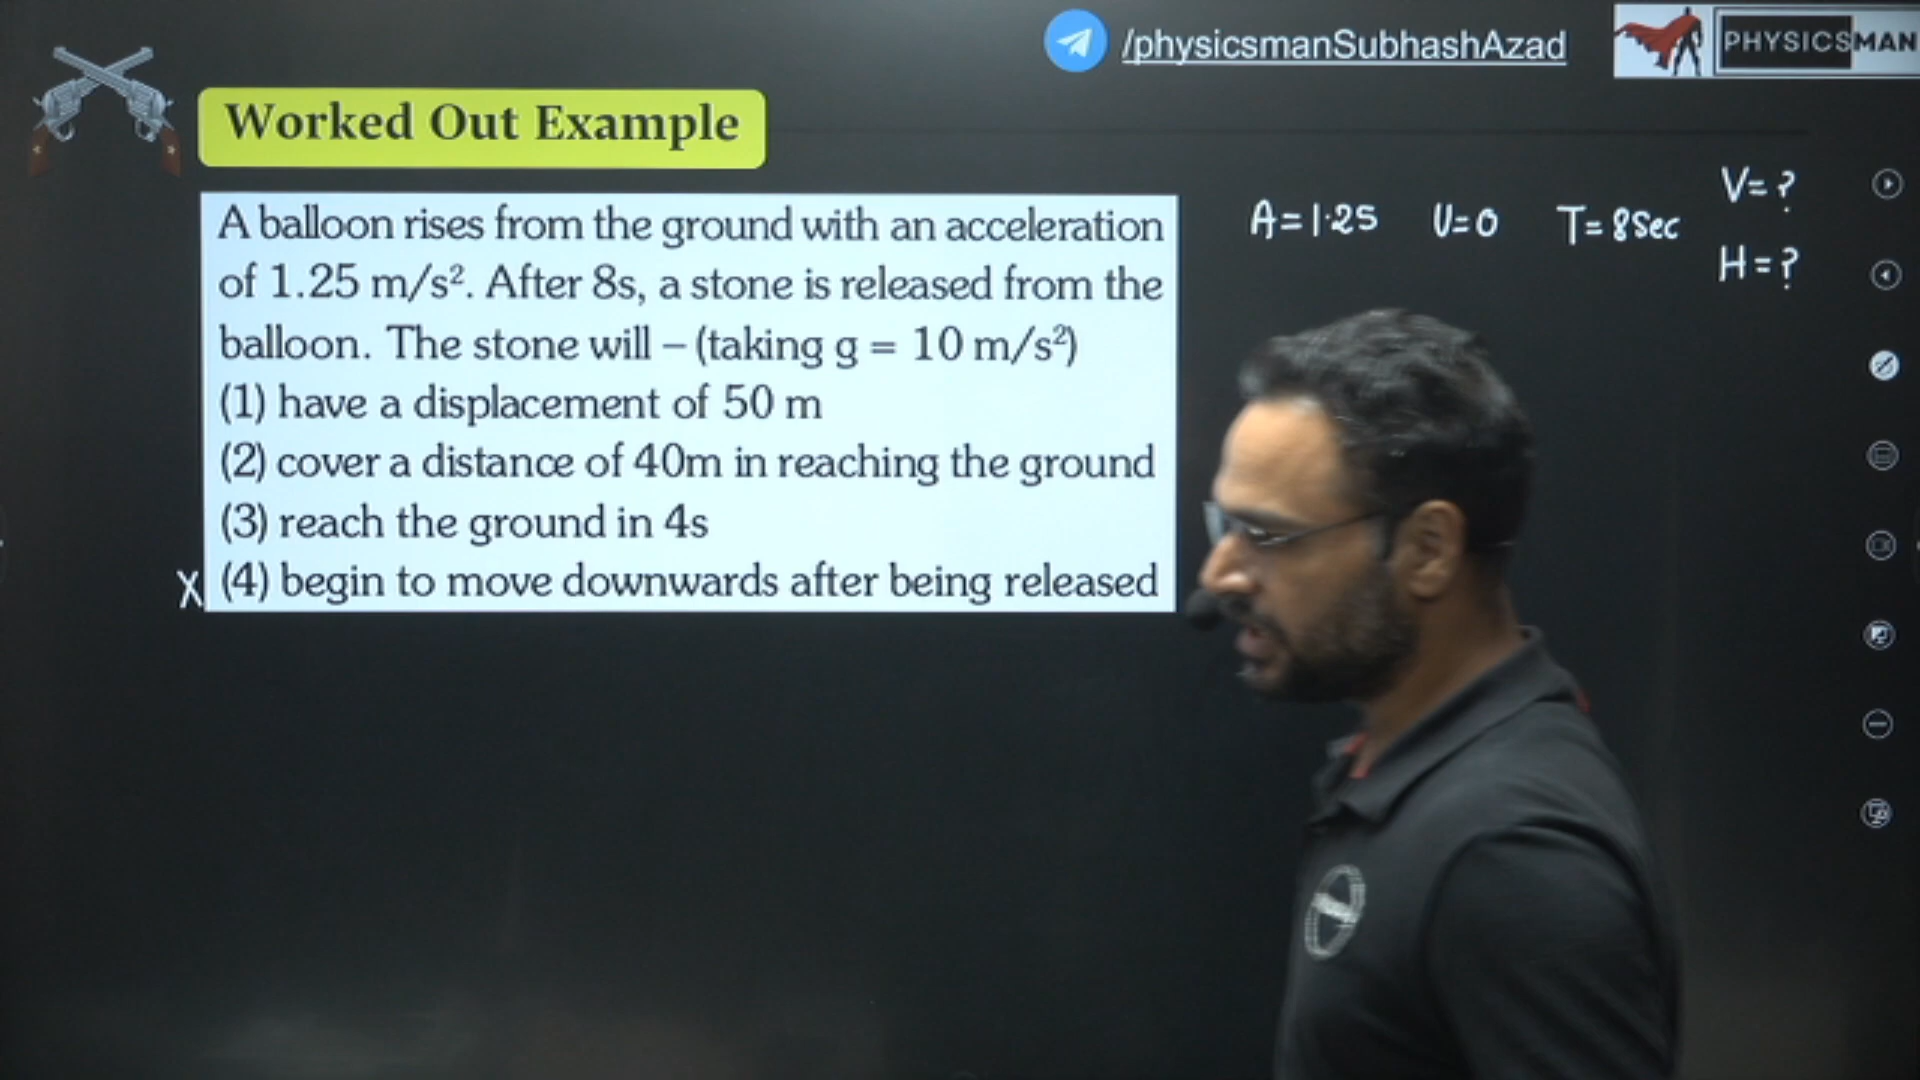 /physicsmanSubhashAzad
PHYSICSMAN
Worked Out Example
A balloon rises from the ground with an acceleration
of 1.25 m/s². After 8s, a stone is released from the
balloon. The stone will – (taking g = 10 m/s²)
(1) have a displacement of 50 m
(2) cover a distance of 40m in reaching the ground
(3) reach the ground in 4s
X (4) begin to move downwards after being released
A=1.25 U=0 T=8Sec
V=?
H=?